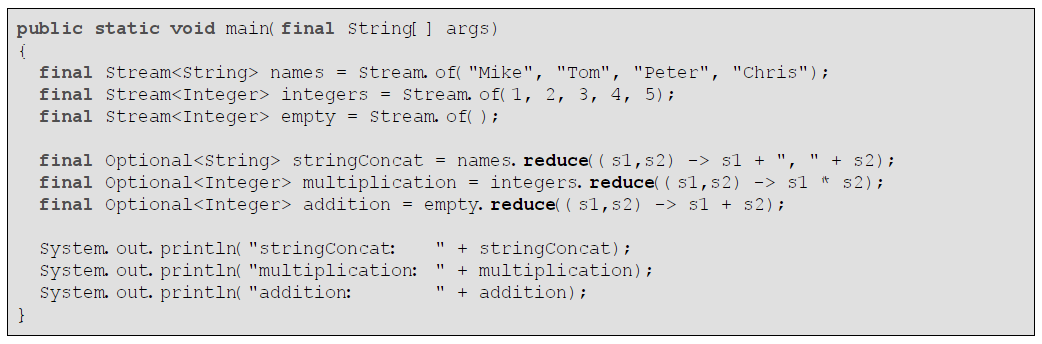 public static void main(final String[] args)
{
  final Stream<String> names = Stream.of("Mike", "Tom", "Peter", "Chris");
  final Stream<Integer> integers = Stream.of(1, 2, 3, 4, 5);
  final Stream<Integer> empty = Stream.of();

  final Optional<String> stringConcat = names.reduce((s1,s2) -> s1 + ", " + s2);
  final Optional<Integer> multiplication = integers.reduce((s1,s2) -> s1 * s2);
  final Optional<Integer> addition = empty.reduce((s1,s2) -> s1 + s2);

  System.out.println("stringConcat:   " + stringConcat);
  System.out.println("multiplication: " + multiplication);
  System.out.println("addition:       " + addition);
}